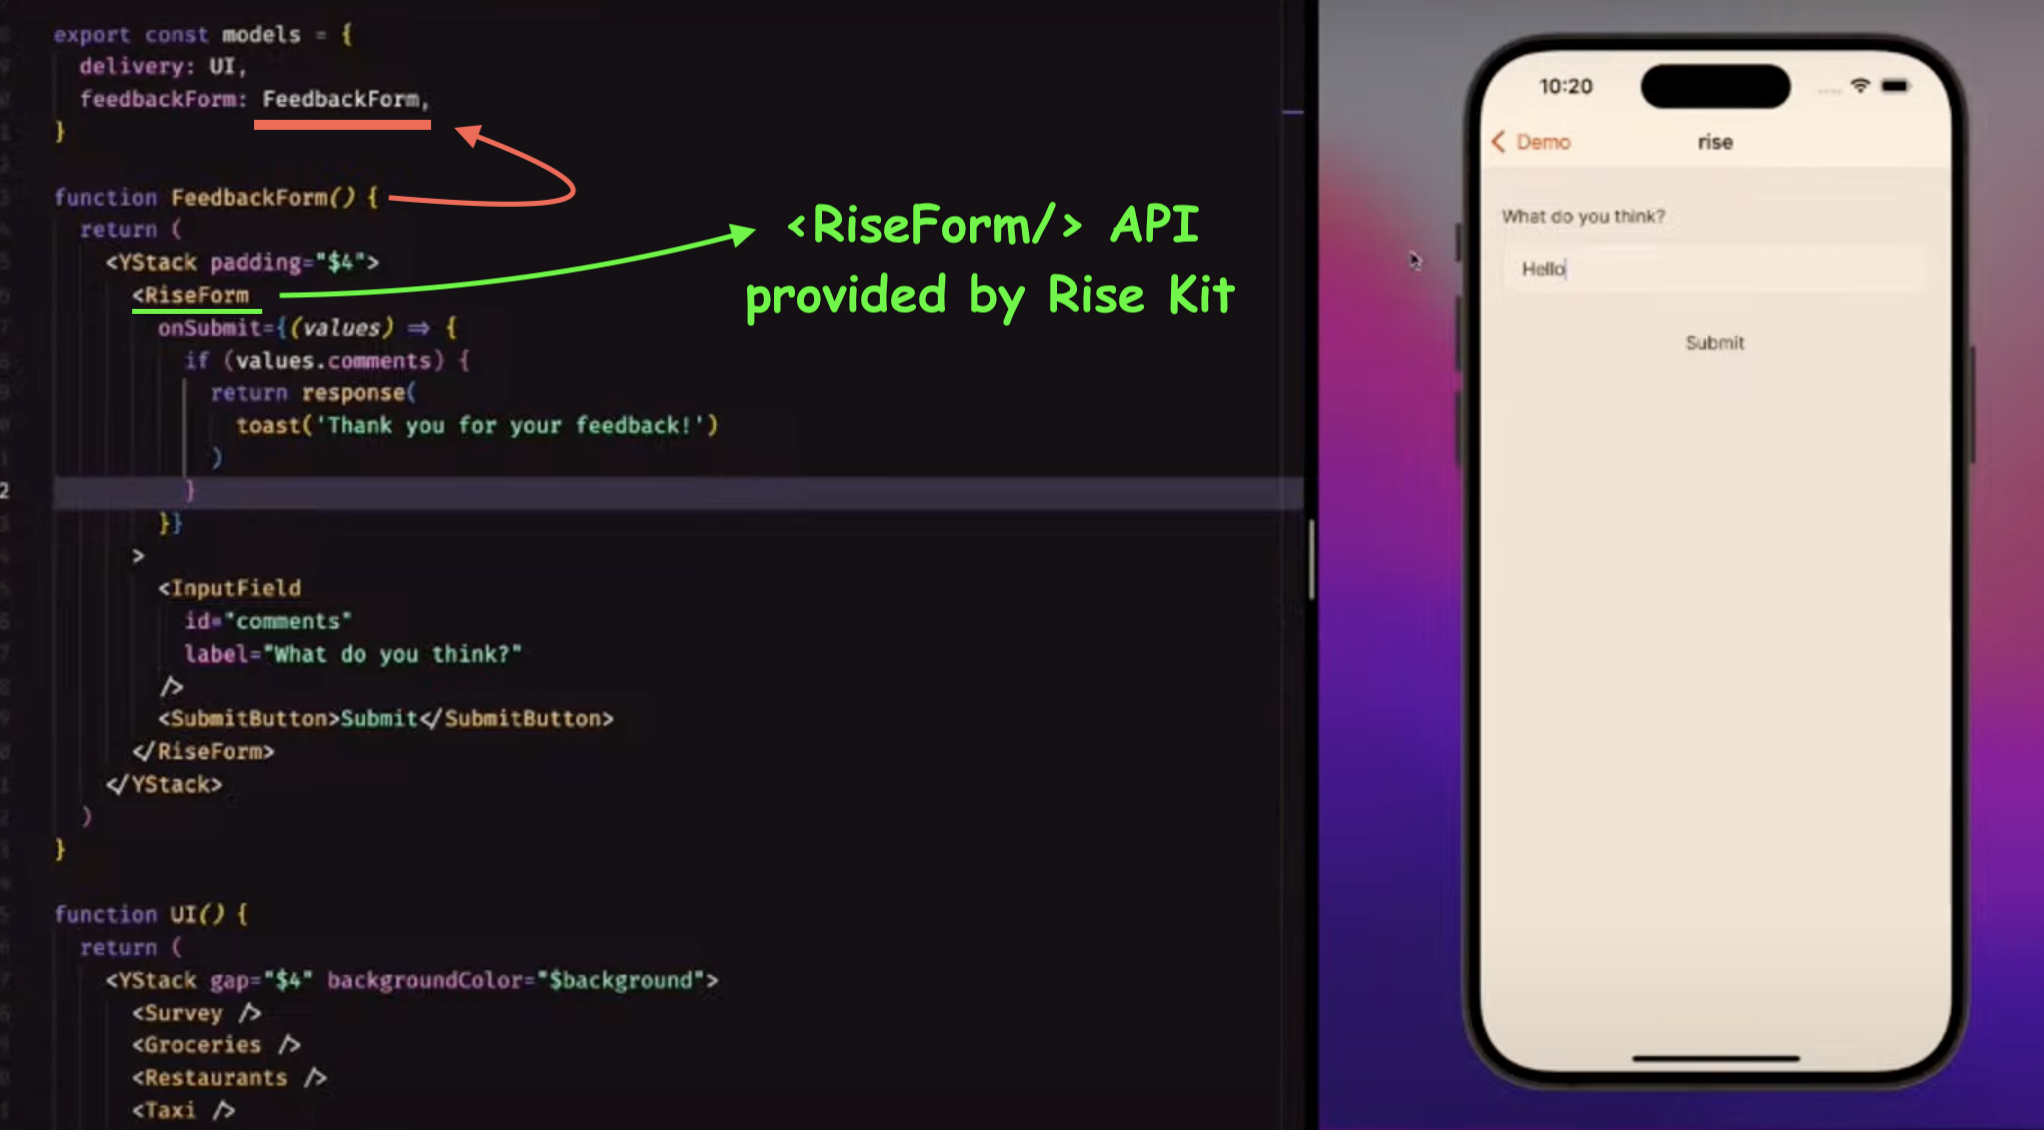 export const models = {
delivery: UI,
feedbackForm: FeedbackForm,
}
function FeedbackForm() {
return (
<YStack padding="$4">
<RiseForm
onSubmit={(values) => {
if (values.comments) {
return response(
toast('Thank you for your feedback!')
)
}
}}
>
<InputField
id="comments"
label="What do you think?"
/>
<SubmitButton>Submit</SubmitButton>
</RiseForm>
</YStack>
)
}
function UI() {
return (
<YStack gap="$4" backgroundColor="$background">
<Survey />
<Groceries />
<Restaurants />
<Taxi />
<RiseForm/> API
provided by Rise Kit
10:20
Demo
rise
What do you think?
Hello
Submit